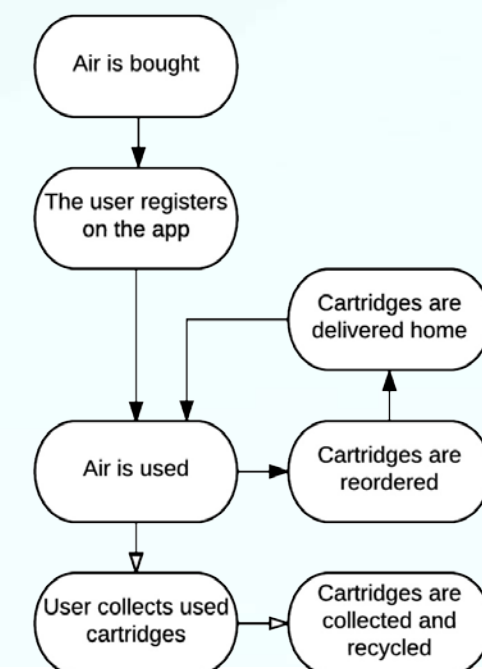 Air is bought
The user registers
on the app
Cartridges are
delivered home
Air is used
Cartridges are
reordered
User collects used
cartridges
Cartridges are
collected and
recycled